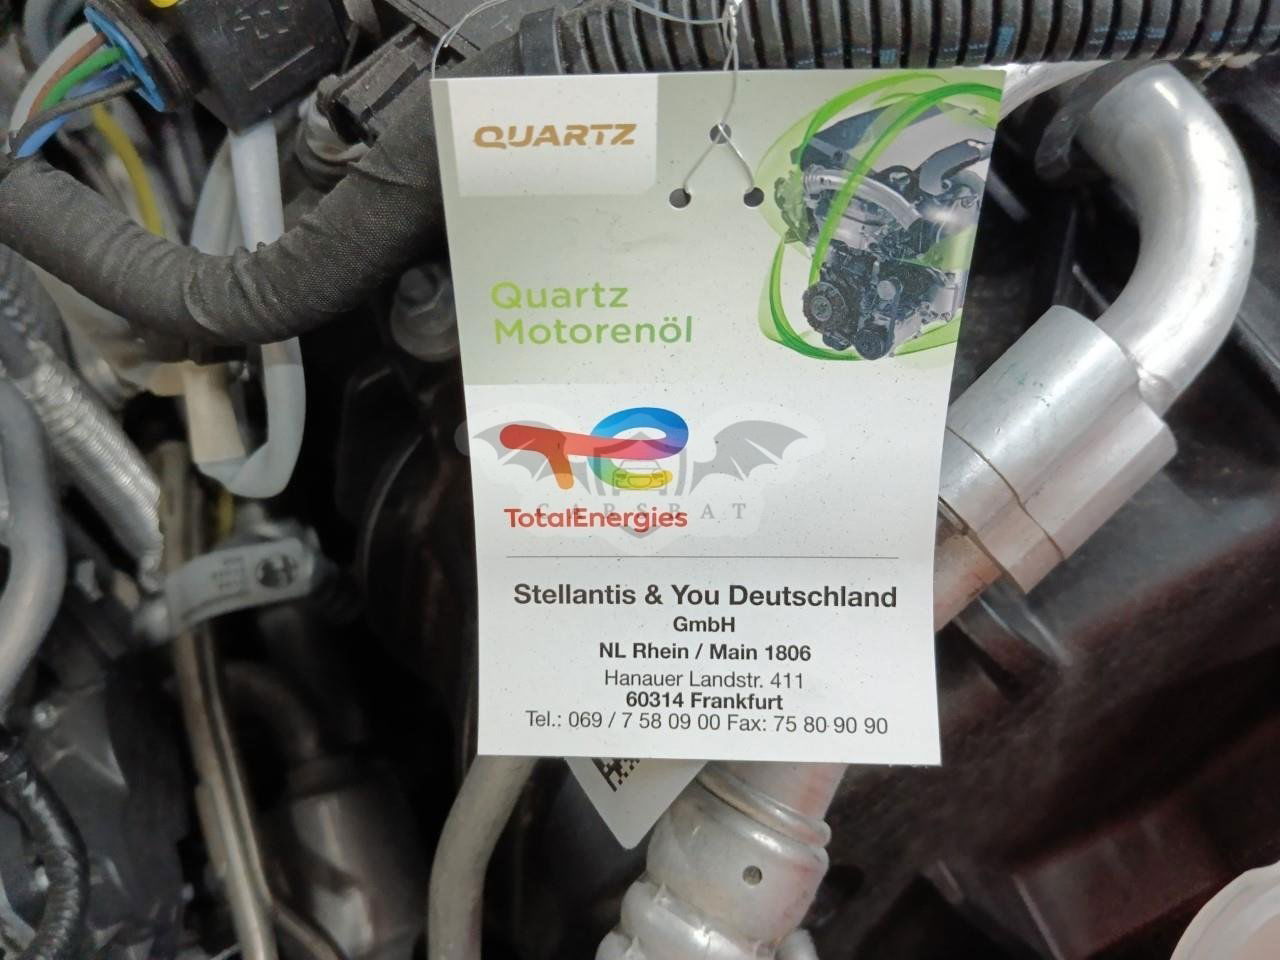 QUARTZ
Quartz
Motorenöl
CARSBAT
TotalEnergies
Stellantis & You Deutschland
GmbH
NL Rhein / Main 1806
Hanauer Landstr. 411
60314 Frankfurt
Tel.: 069 / 7 58 09 00 Fax: 75 80 90 90